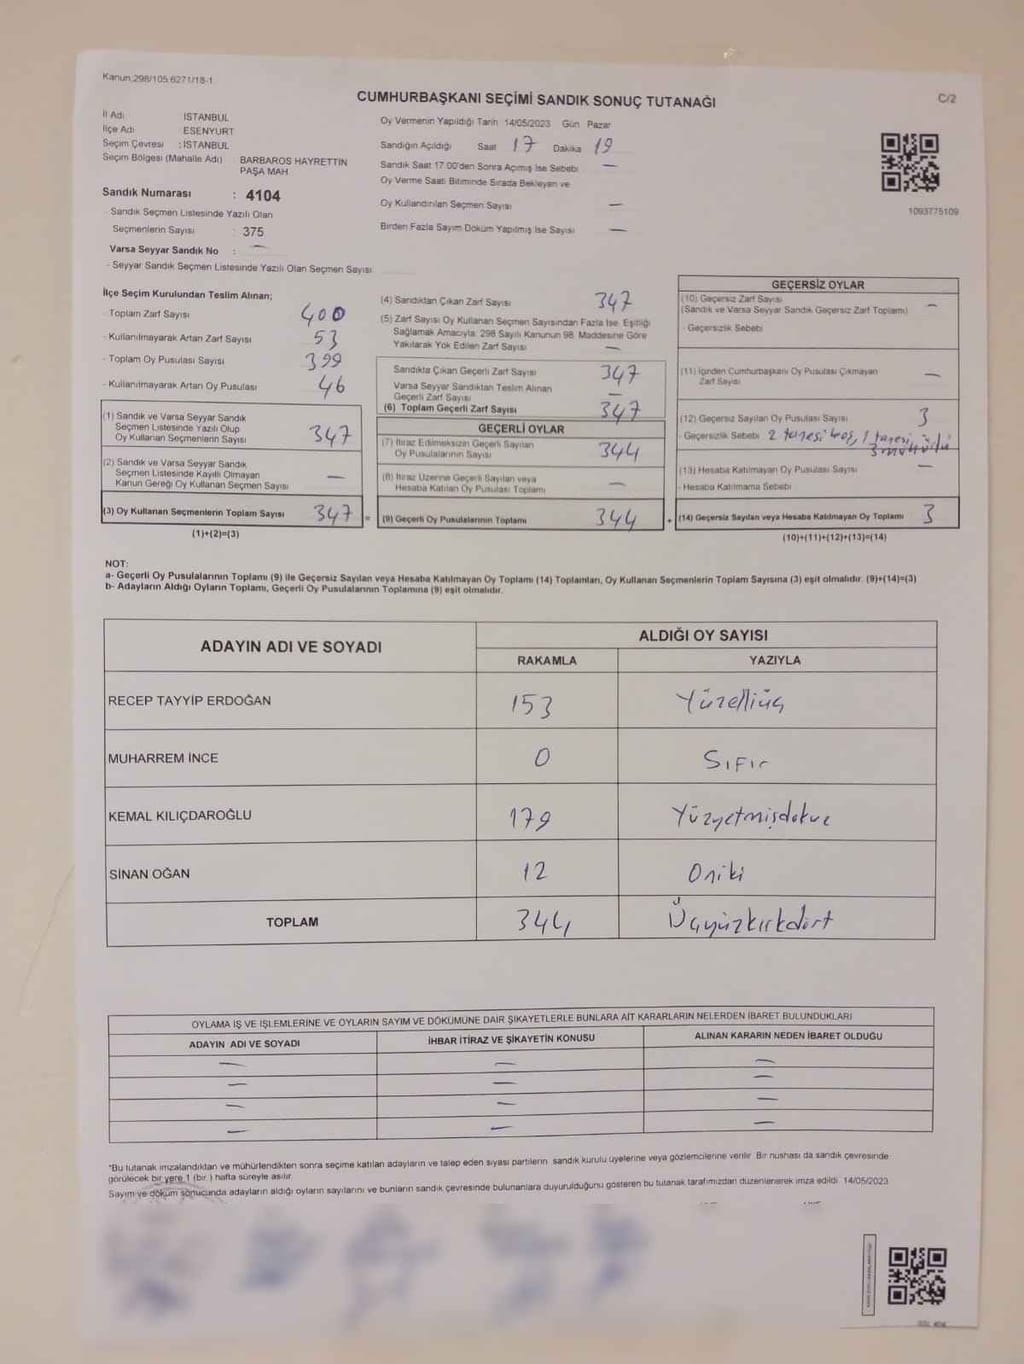 Kanun:298/105 6271/18-1
CUMHURBAŞKANI SEÇİMİ SANDIK SONUÇ TUTANAĞI
C/2
İl Adı İSTANBUL
İlçe Adı ESENYURT
Seçim Çevresi : İSTANBUL
Seçim Bölgesi (Mahalle Adı) BARBAROS HAYRETTİN PAŞA MAH.
Sandık Numarası : 4104
Sandık Seçmen Listesinde Yazılı Olan
Seçmenlerin Sayısı : 375
Varsa Seyyar Sandık No : —
- Seyyar Sandık Seçmen Listesinde Yazılı Olan Seçmen Sayısı
Oy Vermenin Yapıldığı Tarih 14/05/2023 Gün Pazar
Sandığın Açıldığı Saat 17 Dakika 19
Sandık Saat 17.00'den Sonra Açımış İse Sebebi —
Oy Verme Saati Bitiminde Sırada Bekleyen ve
Oy Kullandırılan Seçmen Sayısı —
Birden Fazla Sayım Döküm Yapılmış İse Sayısı —
1093775109
İlçe Seçim Kurulundan Teslim Alınan;
- Toplam Zarf Sayısı 400
- Kullanılmayarak Artan Zarf Sayısı 53
- Toplam Oy Pusulası Sayısı 399
- Kullanılmayarak Artan Oy Pusulası 46
(1) Sandık ve Varsa Seyyar Sandık
Seçmen Listesinde Yazılı Olup
Oy Kullanan Seçmenlerin Sayısı 347
(2) Sandık ve Varsa Seyyar Sandık
Seçmen Listesinde Kayıtlı Olmayan
Kanun Gereği Oy Kullanan Seçmen Sayısı —
(3) Oy Kullanan Seçmenlerin Toplam Sayısı 347 =
(1)+(2)=(3)
(4) Sandıktan Çıkan Zarf Sayısı 347
(5) Zarf Sayısı Oy Kullanan Seçmen Sayısından Fazla İse, Eşitliği
Sağlamak Amacıyla, 298 Sayılı Kanunun 98. Maddesine Göre
Yakılarak Yok Edilen Zarf Sayısı —
Sandıkta Çıkan Geçerli Zarf Sayısı 347
Varsa Seyyar Sandıktan Teslim Alınan
Geçerli Zarf Sayısı —
(6) Toplam Geçerli Zarf Sayısı 347
GEÇERLİ OYLAR
(7) İtiraz Edilmeksizin Geçerli Sayılan
Oy Pusulalarının Sayısı 344
(8) İtiraz Üzerine Geçerli Sayılan veya
Hesaba Katılan Oy Pusulası Toplamı —
(9) Geçerli Oy Pusulalarının Toplamı 344 +
GEÇERSİZ OYLAR
(10) Geçersiz Zarf Sayısı —
(Sandık ve Varsa Seyyar Sandık Geçersiz Zarf Toplamı)
- Geçersizlik Sebebi
(11) İçinden Cumhurbaşkanı Oy Pusulası Çıkmayan
Zarf Sayısı —
(12) Geçersiz Sayılan Oy Pusulası Sayısı 3
- Geçersizlik Sebebi 2 tanesi boş, 1 tanesi
(13) Hesaba Katılmayan Oy Pusulası Sayısı —
- Hesaba Katılmama Sebebi
(14) Geçersiz Sayılan veya Hesaba Katılmayan Oy Toplamı 3
(10)+(11)+(12)+(13)=(14)
NOT:
a- Geçerli Oy Pusulalarının Toplamı (9) ile Geçersiz Sayılan veya Hesaba Katılmayan Oy Toplamı (14) Toplamları, Oy Kullanan Seçmenlerin Toplam Sayısına (3) eşit olmalıdır. (9)+(14)=(3)
b- Adayların Aldığı Oyların Toplamı, Geçerli Oy Pusulalarının Toplamına (9) eşit olmalıdır.
ADAYIN ADI VE SOYADI
ALDIĞI OY SAYISI
RAKAMLA YAZIYLA
RECEP TAYYİP ERDOĞAN 153 Yüzelliüç
MUHARREM İNCE 0 Sıfır
KEMAL KILIÇDAROĞLU 179 Yüzyetmişdokuz
SİNAN OĞAN 12 Oniki
TOPLAM 344 Üçyüzkırkdört
OYLAMA İŞ VE İŞLEMLERİNE VE OYLARIN SAYIM VE DÖKÜMÜNE DAİR ŞİKAYETLERLE BUNLARA AİT KARARLARIN NELERDEN İBARET BULUNDUKLARI
ADAYIN ADI VE SOYADI İHBAR İTİRAZ VE ŞİKAYETİN KONUSU ALINAN KARARIN NEDEN İBARET OLDUĞU
— — —
— — —
— — —
— — —
*Bu tutanak imzalandıktan ve mühürlendikten sonra seçime katılan adayların ve talep eden siyasi partilerin sandık kurulu üyelerine veya gözlemcilerine verilir. Bir nushası da sandık çevresinde
görülecek bir yere 1 (bir ) hafta süreyle asılır.
Sayım ve döküm sonucunda adayların aldığı oyların sayılarını ve bunların sandık çevresinde bulunanlara duyurulduğunu gösteren bu tutanak tarafımızdan düzenlenerek imza edildi. 14/05/2023